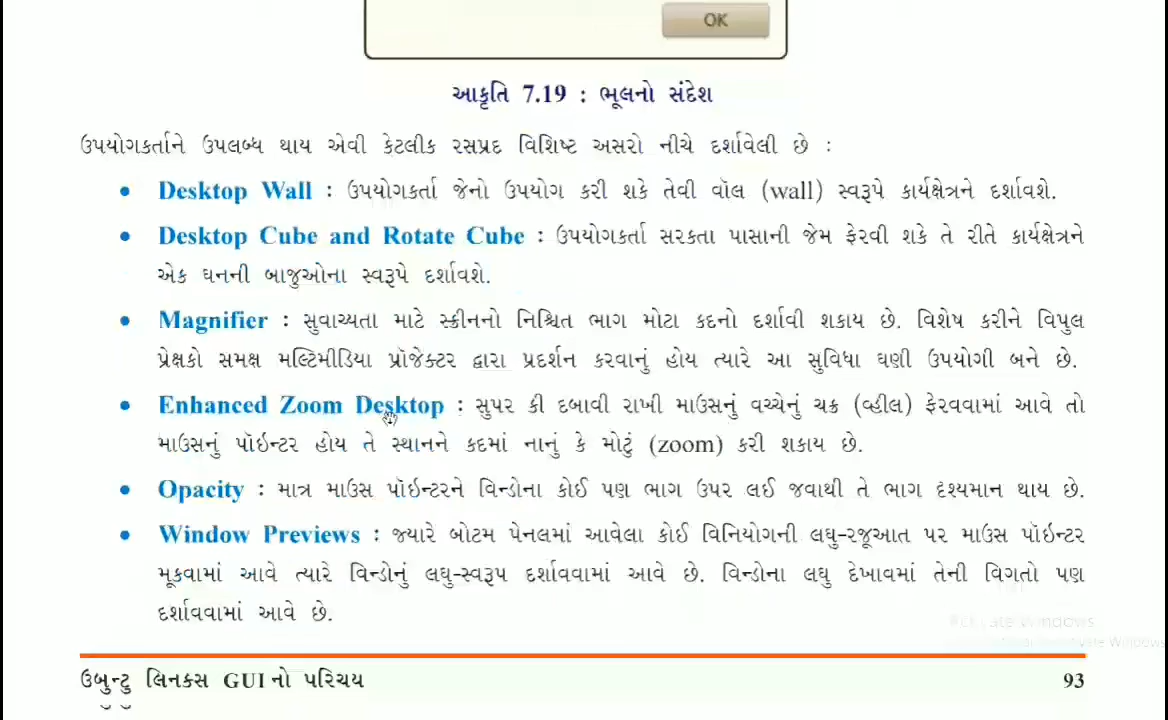 OK
આકૃતિ 7.19 : ભૂલનો સંદેશ
ઉપયોગકર્તાને ઉપલબ્ધ થાય એવી કેટલીક રસપ્રદ વિશિષ્ટ અસરો નીચે દર્શાવેલી છે :
• Desktop Wall : ઉપયોગકર્તા જેનો ઉપયોગ કરી શકે તેવી વૉલ (wall) સ્વરૂપે કાર્યક્ષેત્રને દર્શાવશે.
• Desktop Cube and Rotate Cube : ઉપયોગકર્તા સરકતા પાસાની જેમ ફેરવી શકે તે રીતે કાર્યક્ષેત્રને
એક ઘનની બાજુઓના સ્વરૂપે દર્શાવશે.
• Magnifier : સુવાચ્યતા માટે સ્ક્રીનનો નિશ્ચિત ભાગ મોટા કદનો દર્શાવી શકાય છે. વિશેષ કરીને વિપુલ
પ્રેક્ષકો સમક્ષ મલ્ટિમીડિયા પ્રૉજેક્ટર દ્વારા પ્રદર્શન કરવાનું હોય ત્યારે આ સુવિધા ઘણી ઉપયોગી બને છે.
• Enhanced Zoom Desktop : સુપર કી દબાવી રાખી માઉસનું વચ્ચેનું ચક્ર (વ્હીલ) ફેરવવામાં આવે તો
માઉસનું પૉઇન્ટર હોય તે સ્થાનને કદમાં નાનું કે મોટું (zoom) કરી શકાય છે.
• Opacity : માત્ર માઉસ પૉઇન્ટરને વિન્ડોના કોઈ પણ ભાગ ઉપર લઈ જવાથી તે ભાગ દૃશ્યમાન થાય છે.
• Window Previews : જ્યારે બોટમ પેનલમાં આવેલા કોઈ વિનિયોગની લઘુ-રજૂઆત પર માઉસ પૉઇન્ટર
મૂકવામાં આવે ત્યારે વિન્ડોનું લઘુ-સ્વરૂપ દર્શાવવામાં આવે છે. વિન્ડોના લઘુ દેખાવમાં તેની વિગતો પણ
દર્શાવવામાં આવે છે.
Activate Windows
ઉબુન્ટુ લિનક્સ GUIનો પરિચય 93